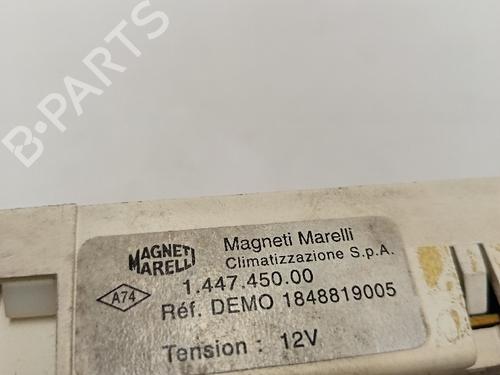 B-PARTS
MAGNETI
MARELLI
Magneti Marelli
Climatizzazione S.p.A.
A74
1.447.450.00
Réf. DEMO 1848819005
Tension : 12V